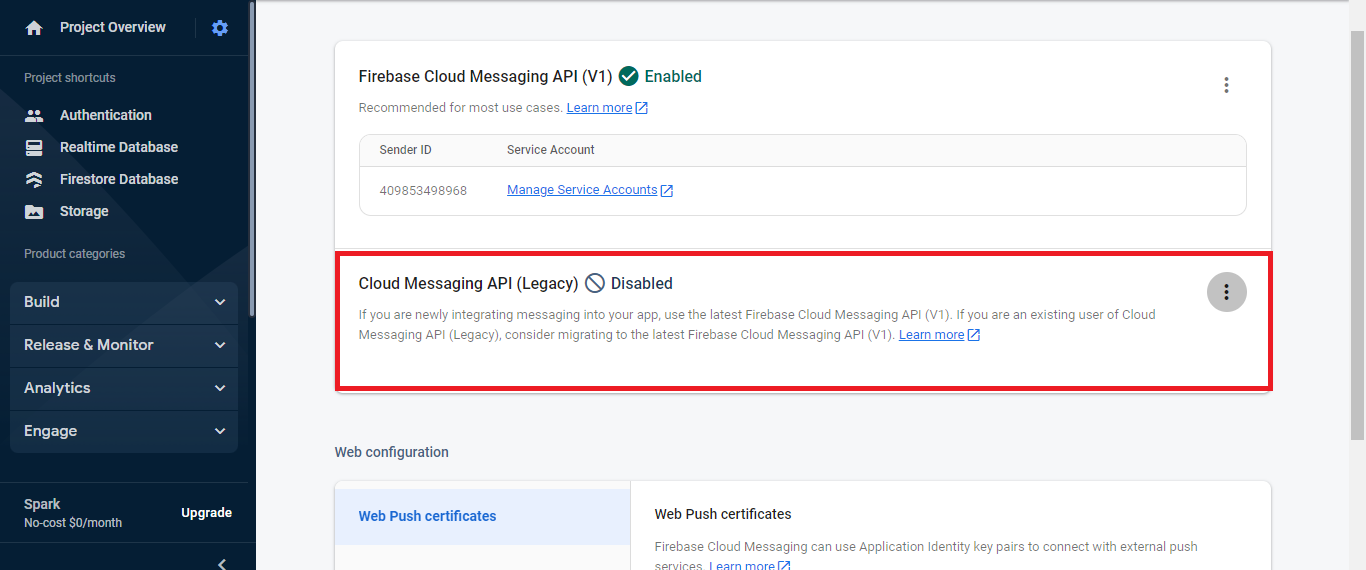 Project Overview
Project shortcuts
Authentication
Realtime Database
Firestore Database
Storage
Product categories
Build
Release & Monitor
Analytics
Engage
Spark
No-cost $0/month
Upgrade
Firebase Cloud Messaging API (V1) Enabled
Recommended for most use cases. Learn more
Sender ID Service Account
409853498968 Manage Service Accounts
Cloud Messaging API (Legacy) Disabled
If you are newly integrating messaging into your app, use the latest Firebase Cloud Messaging API (V1). If you are an existing user of Cloud
Messaging API (Legacy), consider migrating to the latest Firebase Cloud Messaging API (V1). Learn more
Web configuration
Web Push certificates
Web Push certificates
Firebase Cloud Messaging can use Application Identity key pairs to connect with external push
services. Learn more